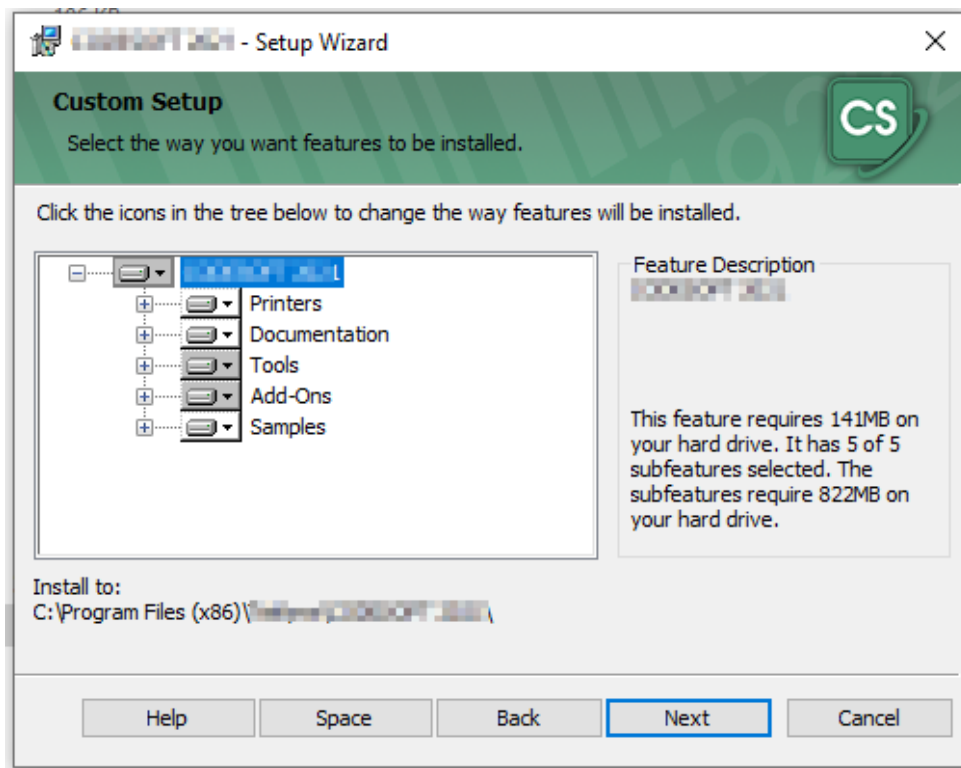 - Setup Wizard
Custom Setup
Select the way you want features to be installed.
CS
Click the icons in the tree below to change the way features will be installed.
Printers
Documentation
Tools
Add-Ons
Samples
Feature Description
This feature requires 141MB on
your hard drive. It has 5 of 5
subfeatures selected. The
subfeatures require 822MB on
your hard drive.
Install to:
C:\Program Files (x86)\
Help
Space
Back
Next
Cancel